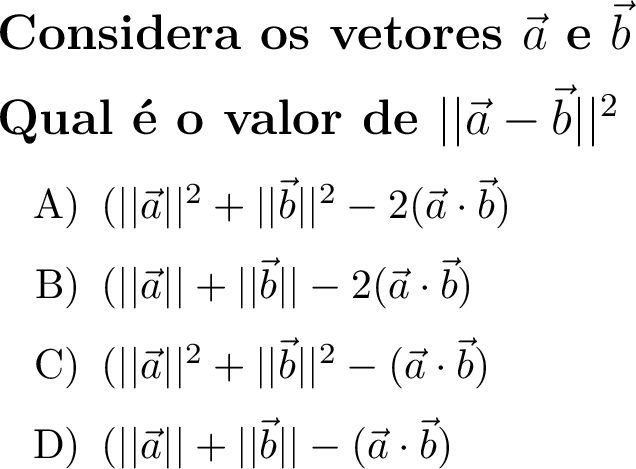 Considera os vetores $\vec{a}$ e $\vec{b}$
Qual é o valor de $||\vec{a} - \vec{b}||^2$
A) $(||\vec{a}||^2 + ||\vec{b}||^2 - 2(\vec{a} \cdot \vec{b})$
B) $(||\vec{a}|| + ||\vec{b}|| - 2(\vec{a} \cdot \vec{b})$
C) $(||\vec{a}||^2 + ||\vec{b}||^2 - (\vec{a} \cdot \vec{b})$
D) $(||\vec{a}|| + ||\vec{b}|| - (\vec{a} \cdot \vec{b})$